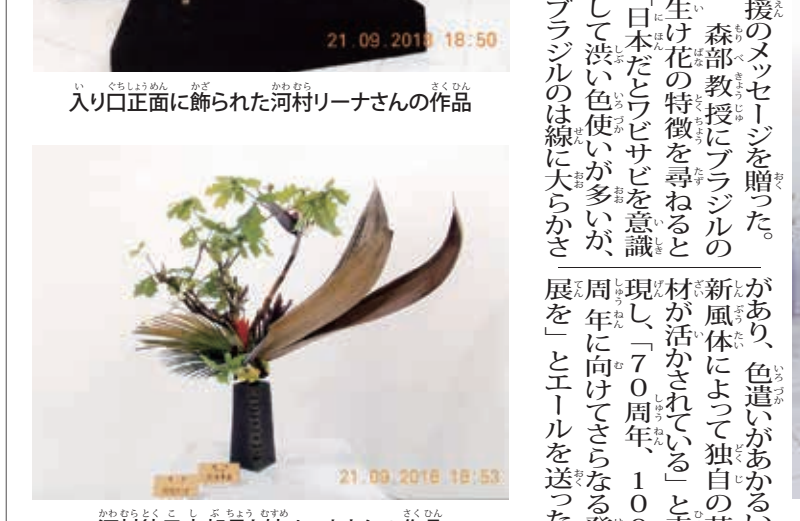 援のメッセージを贈った。
森部教授にブラジルの
生け花の特徴を尋ねると
「日本だとワビサビを意識
して渋い色使いが多いが、
ブラジルのは線に大らかさ
があり、色遣いがあかるい
新風体によって独自の
材が活かされている」と
現し、「70周年、10
周年に向けてさらなる
展を」とエールを送った
21.09.2018 18:50
入り口正面に飾られた河村リーナさんの作品
21.09.2018 18:53